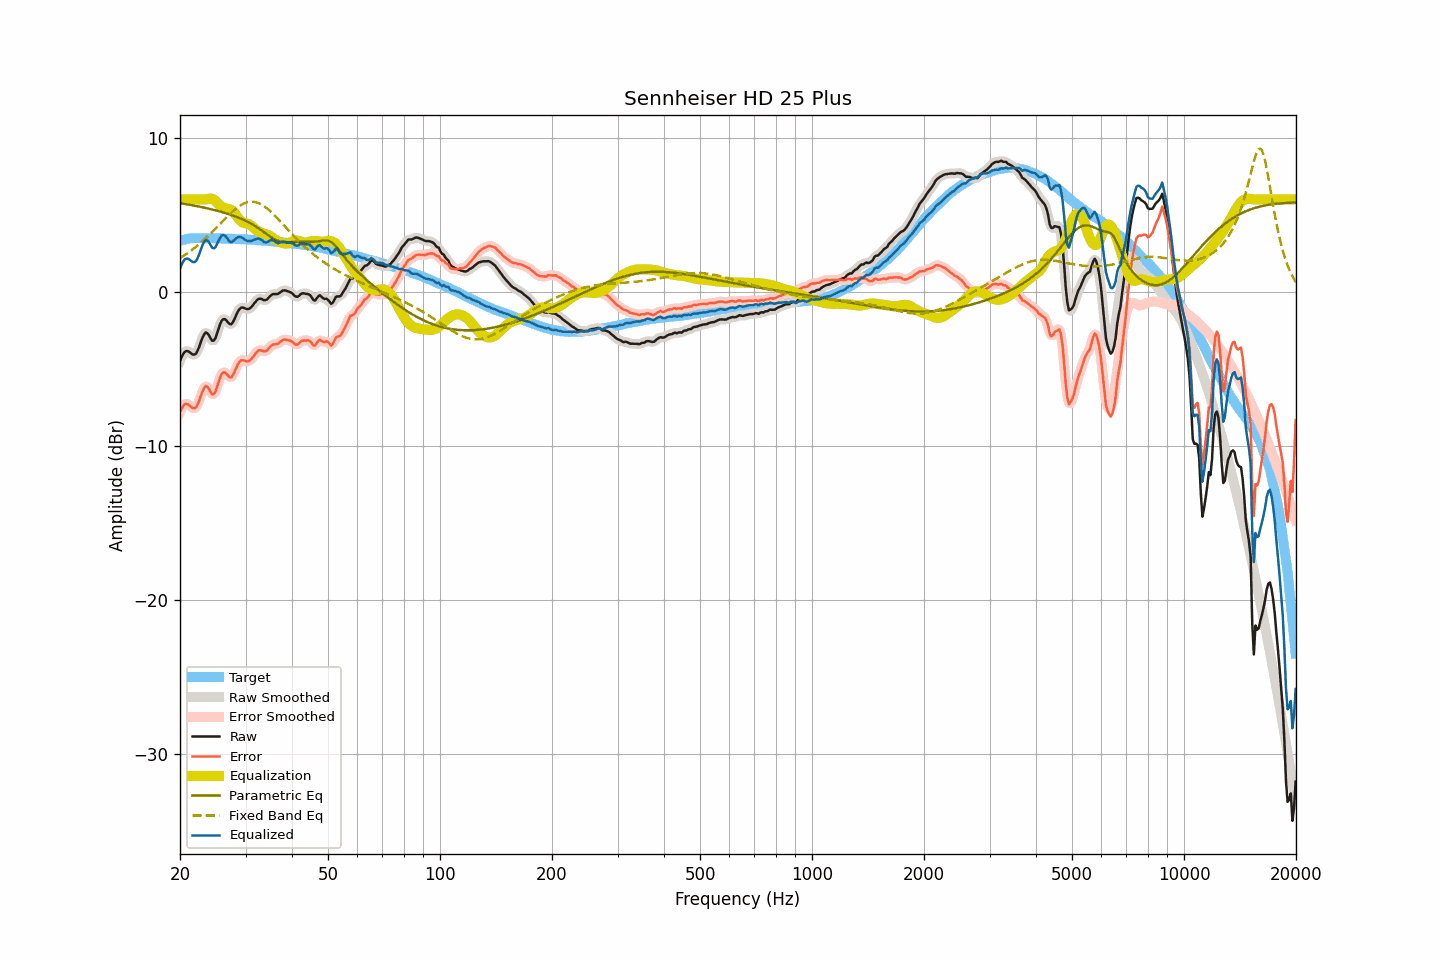 Sennheiser HD 25 Plus
10
0
−10
−20
−30
Amplitude (dBr)
Target
Raw Smoothed
Error Smoothed
Raw
Error
Equalization
Parametric Eq
Fixed Band Eq
Equalized
20 50 100 200 500 1000 2000 5000 10000 20000
Frequency (Hz)